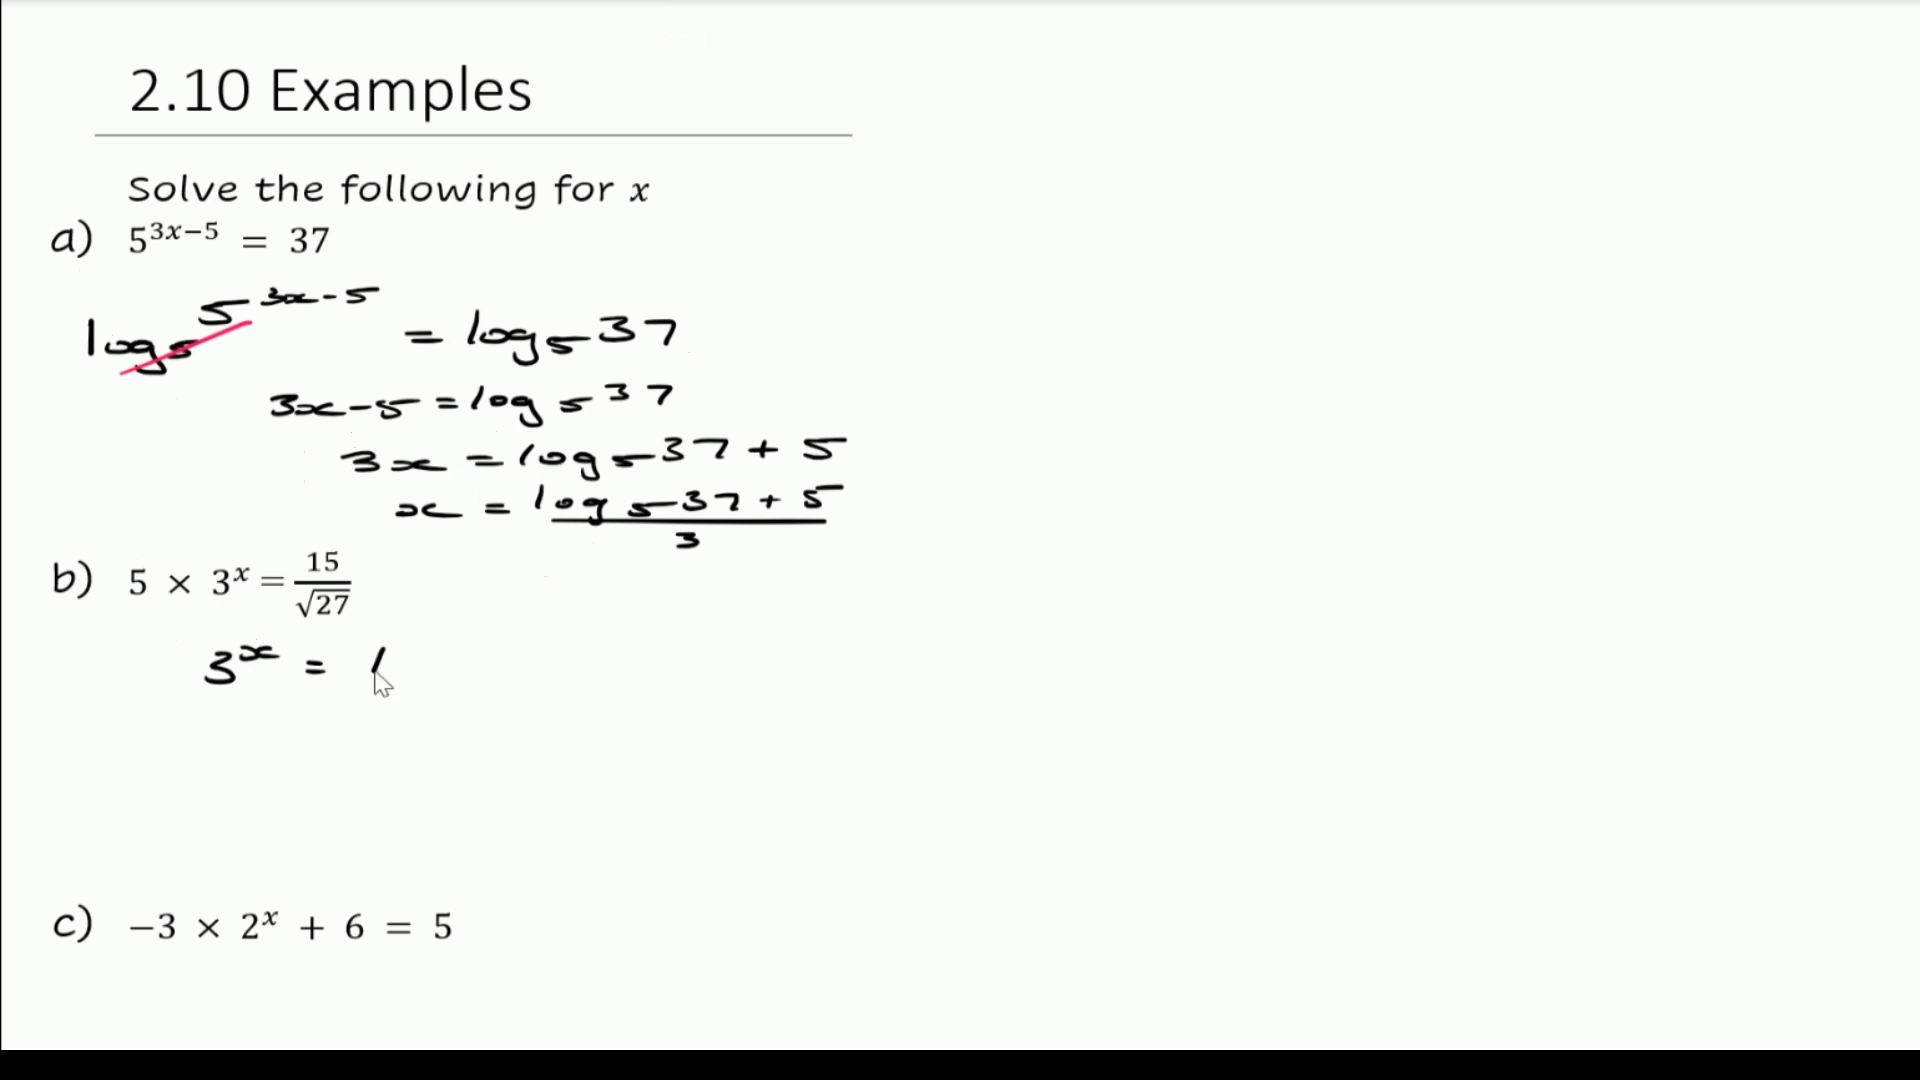 2.10 Examples
Solve the following for x
a) 5^{3x−5} = 37
log₅ 5^{3x-5} = log₅ 37
3x-5 = log₅ 37
3x = log₅ 37 + 5
x = \frac{log₅ 37 + 5}{3}
b) 5 × 3^x = \frac{15}{√27}
3^x =
c) −3 × 2^x + 6 = 5